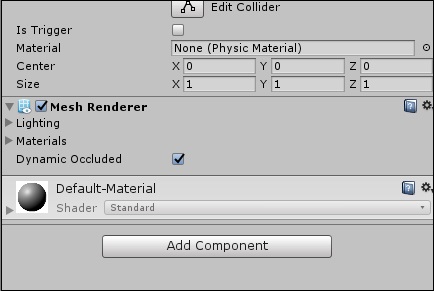 Edit Collider
Is Trigger
Material None (Physic Material)
Center X 0 Y 0 Z 0
Size X 1 Y 1 Z 1
Mesh Renderer
Lighting
Materials
Dynamic Occluded
Default-Material
Shader Standard
Add Component